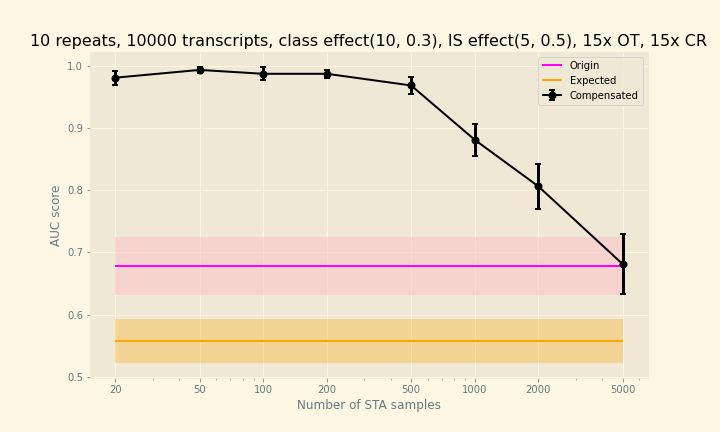 10 repeats, 10000 transcripts, class effect(10, 0.3), IS effect(5, 0.5), 15x OT, 15x CR
Origin
Expected
Compensated
AUC score
1.0
0.9
0.8
0.7
0.6
0.5
20 50 100 200 500 1000 2000 5000
Number of STA samples